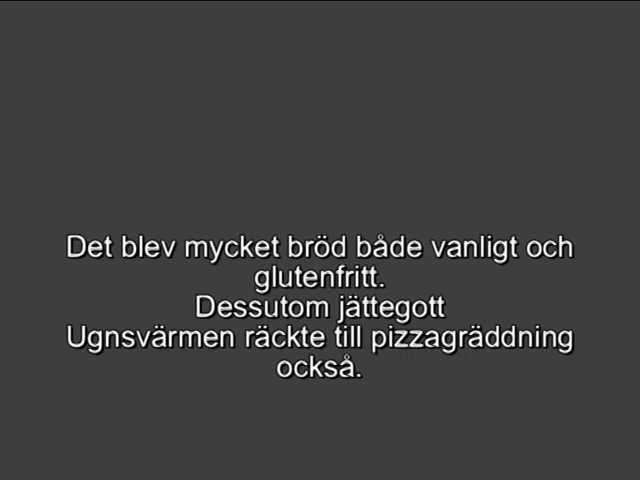 Det blev mycket bröd både vanligt och
glutenfritt.
Dessutom jättegott
Ugnsvärmen räckte till pizzagräddning
också.